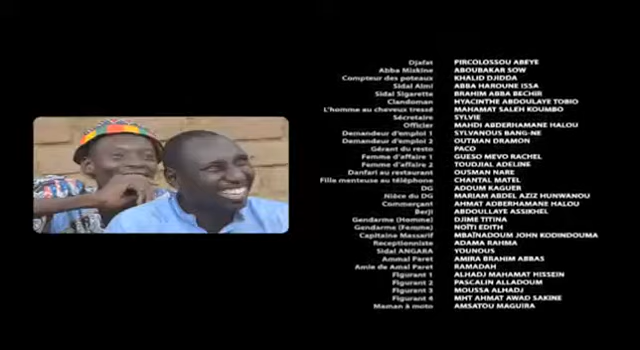 Djafat PIRCOLOSSOU ABEYE
Abba Miskine ABOUBAKAR SOW
Compteur des poteaux KHALID DJIDDA
Sidal Almi ABBA HAROUNE ISSA
Sidal Sigarette BRAHIM ABBA BECHIR
Clandoman HYACINTHE ABDOULAYE TOBIO
L'homme au cheveux tressé MAHAMAT SALEH KOUMBO
Sécretaire SYLVIE
Officier MAHDI ABDERHAMANE HALOU
Demandeur d'emploi 1 SYLVANOUS BANG-NE
Demandeur d'emploi 2 OUTMAN DRAMON
Gérant du resto PACO
Femme d'affaire 1 GUESO MEVO RACHEL
Femme d'affaire 2 TOUDJIAL ADELINE
Danfari au restaurant OUSMAN NARE
Fille menteuse au téléphone CHANTAL MATEL
DG ADOUM KAGUER
Nièce du DG MARIAM ABDEL AZIZ HUNWANOU
Commerçant AHMAT ADBERHAMANE HALOU
Berji ABDOULLAYE ASSIKHEL
Gendarme (Homme) DJIME TITINA
Gendarme (Femme) NOÏTI EDITH
Capitaine Massarif MBAÏNADOUM JOHN KODINDOUMA
Receptionniste ADAMA RAHMA
Sidal ANGARA YOUNOUS
Ammal Paret AMIRA BRAHIM ABBAS
Amie de Amal Paret RAMADAH
Figurant 1 ALHADJ MAHAMAT HISSEIN
Figurant 2 PASCALIN ALLADOUM
Figurant 3 MOUSSA ALHADJ
Figurant 4 MHT AHMAT AWAD SAKINE
Maman à moto AMSATOU MAGUIRA